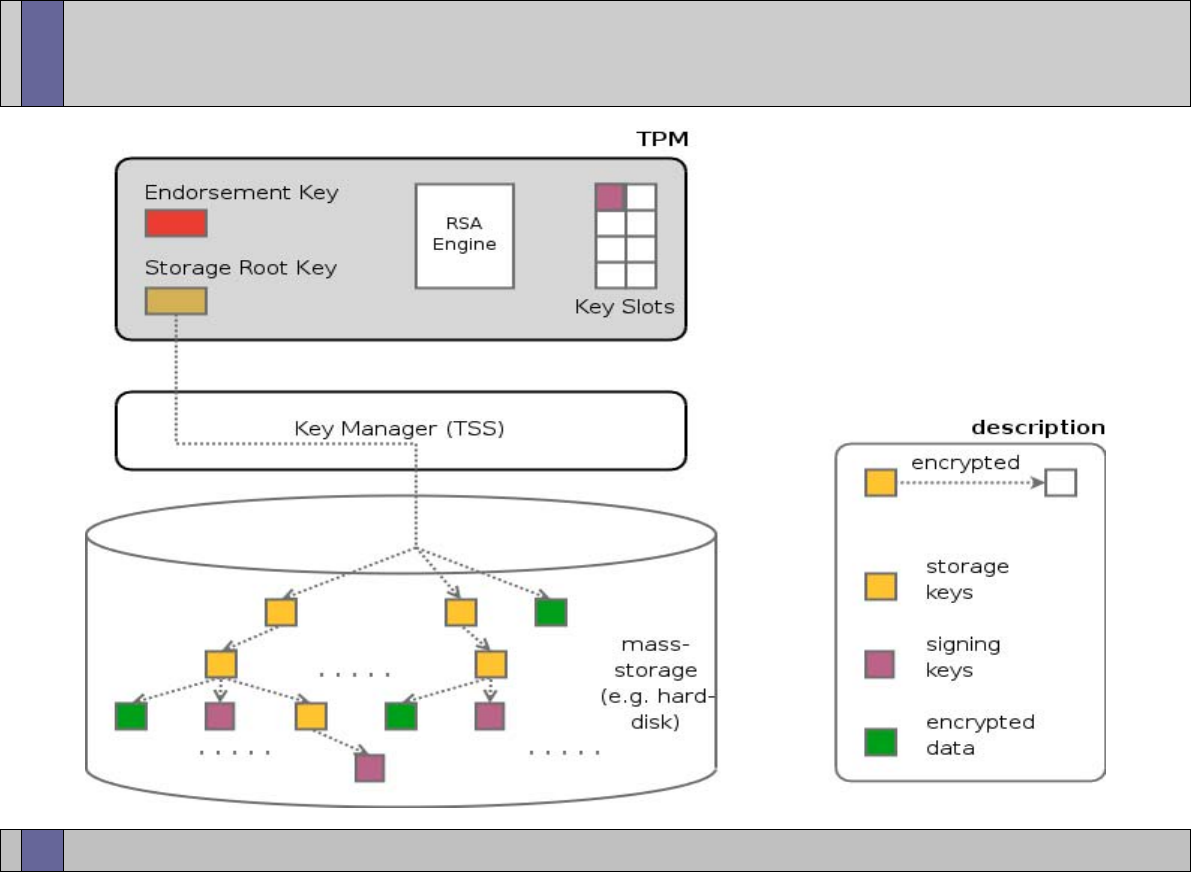 TPM
Endorsement Key
RSA
Engine
Storage Root Key
Key Slots
Key Manager (TSS)
description
encrypted
storage
keys
signing
keys
encrypted
data
mass-
storage
(e.g. hard-
disk)
. . . . .
. . . . .
. . . . .